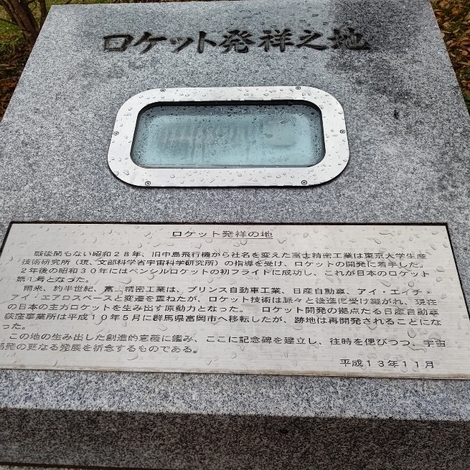 ロケット発祥之地
ロケット発祥の地
戦後間もない昭和28年、旧中島飛行機から社名を変えた富士精密工業は東京大学生産
技術研究所（現、文部科学省宇宙科学研究所）の指導を受け、ロケットの開発に着手した。
2年後の昭和30年にはペンシルロケットの初フライトに成功し、これが日本のロケット
第1号となった。
爾来、約半世紀、富士精密工業は、プリンス自動車工業、日産自動車、アイ・エイチ・
アイ・エアロスペースと変遷を重ねたが、ロケット技術は脈々と後進に受け継がれ、現在
の日本の主力ロケットを生み出す原動力となった。　ロケット開発の拠点たる日産自動車
荻窪事業所は平成10年5月に群馬県富岡市へ移転したが、跡地は再開発されることにな
った。
この地の生み出した創造的意義に鑑み、ここに記念碑を建立し、往時を偲びつつ、宇宙
開発の更なる発展を祈念するものである。
平成13年11月